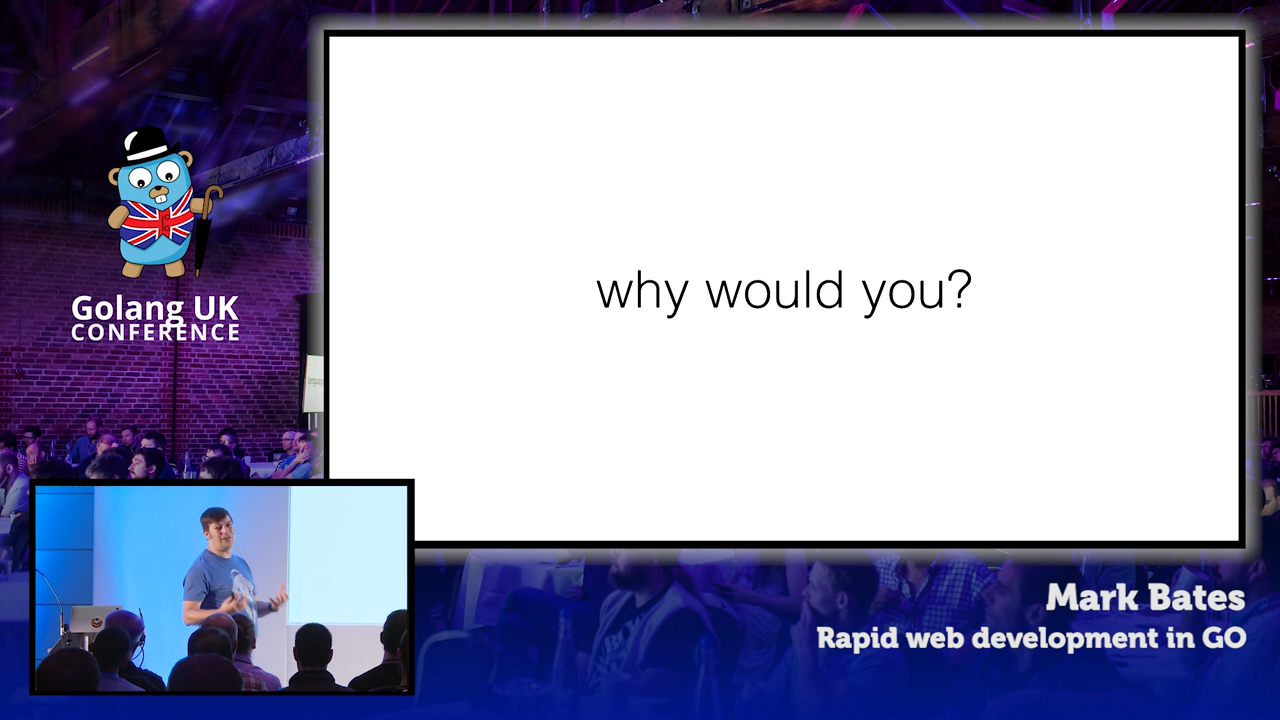 Golang UK
CONFERENCE
why would you?
Mark Bates
Rapid web development in GO